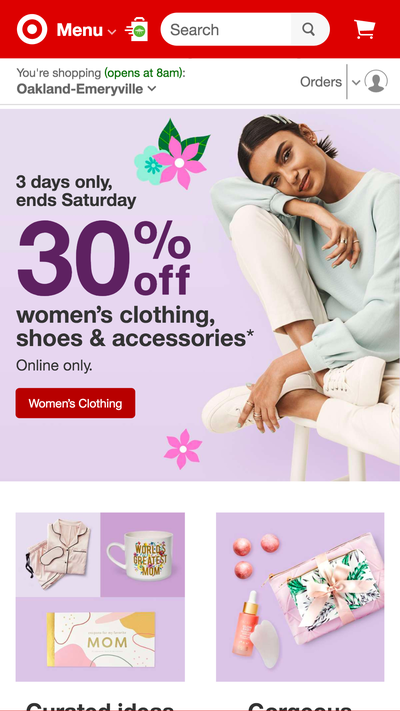 Menu
Search
You're shopping (opens at 8am):
Oakland-Emeryville
Orders
3 days only,
ends Saturday
30% off
women's clothing,
shoes & accessories*
Online only.
Women's Clothing
WORLD'S
GREATEST
MOM
MOM
Curated ideas
Gorgeous